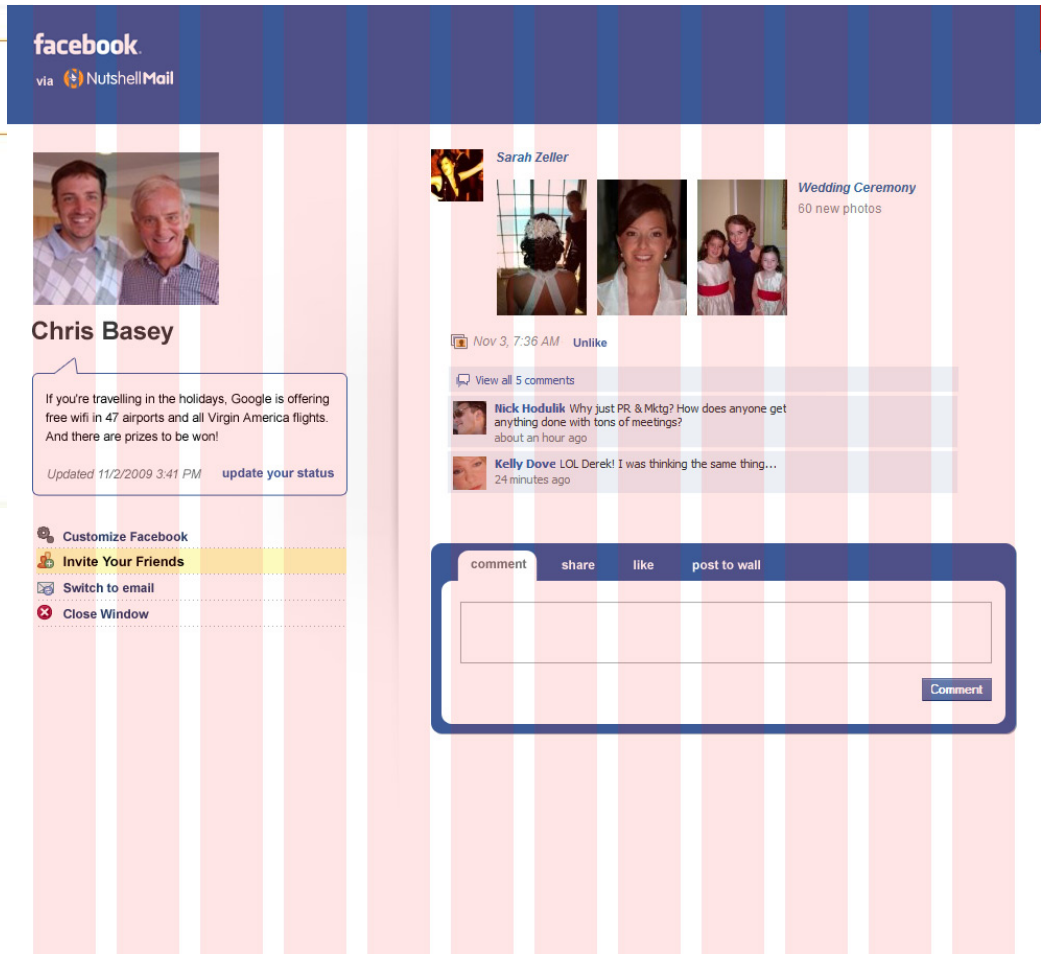 facebook.
via NutshellMail
Chris Basey
If you're travelling in the holidays, Google is offering
free wifi in 47 airports and all Virgin America flights.
And there are prizes to be won!
Updated 11/2/2009 3:41 PM update your status
Customize Facebook
Invite Your Friends
Switch to email
Close Window
Sarah Zeller
Wedding Ceremony
60 new photos
Nov 3, 7:36 AM Unlike
View all 5 comments
Nick Hodulik Why just PR & Mktg? How does anyone get
anything done with tons of meetings?
about an hour ago
Kelly Dove LOL Derek! I was thinking the same thing...
24 minutes ago
comment share like post to wall
Comment